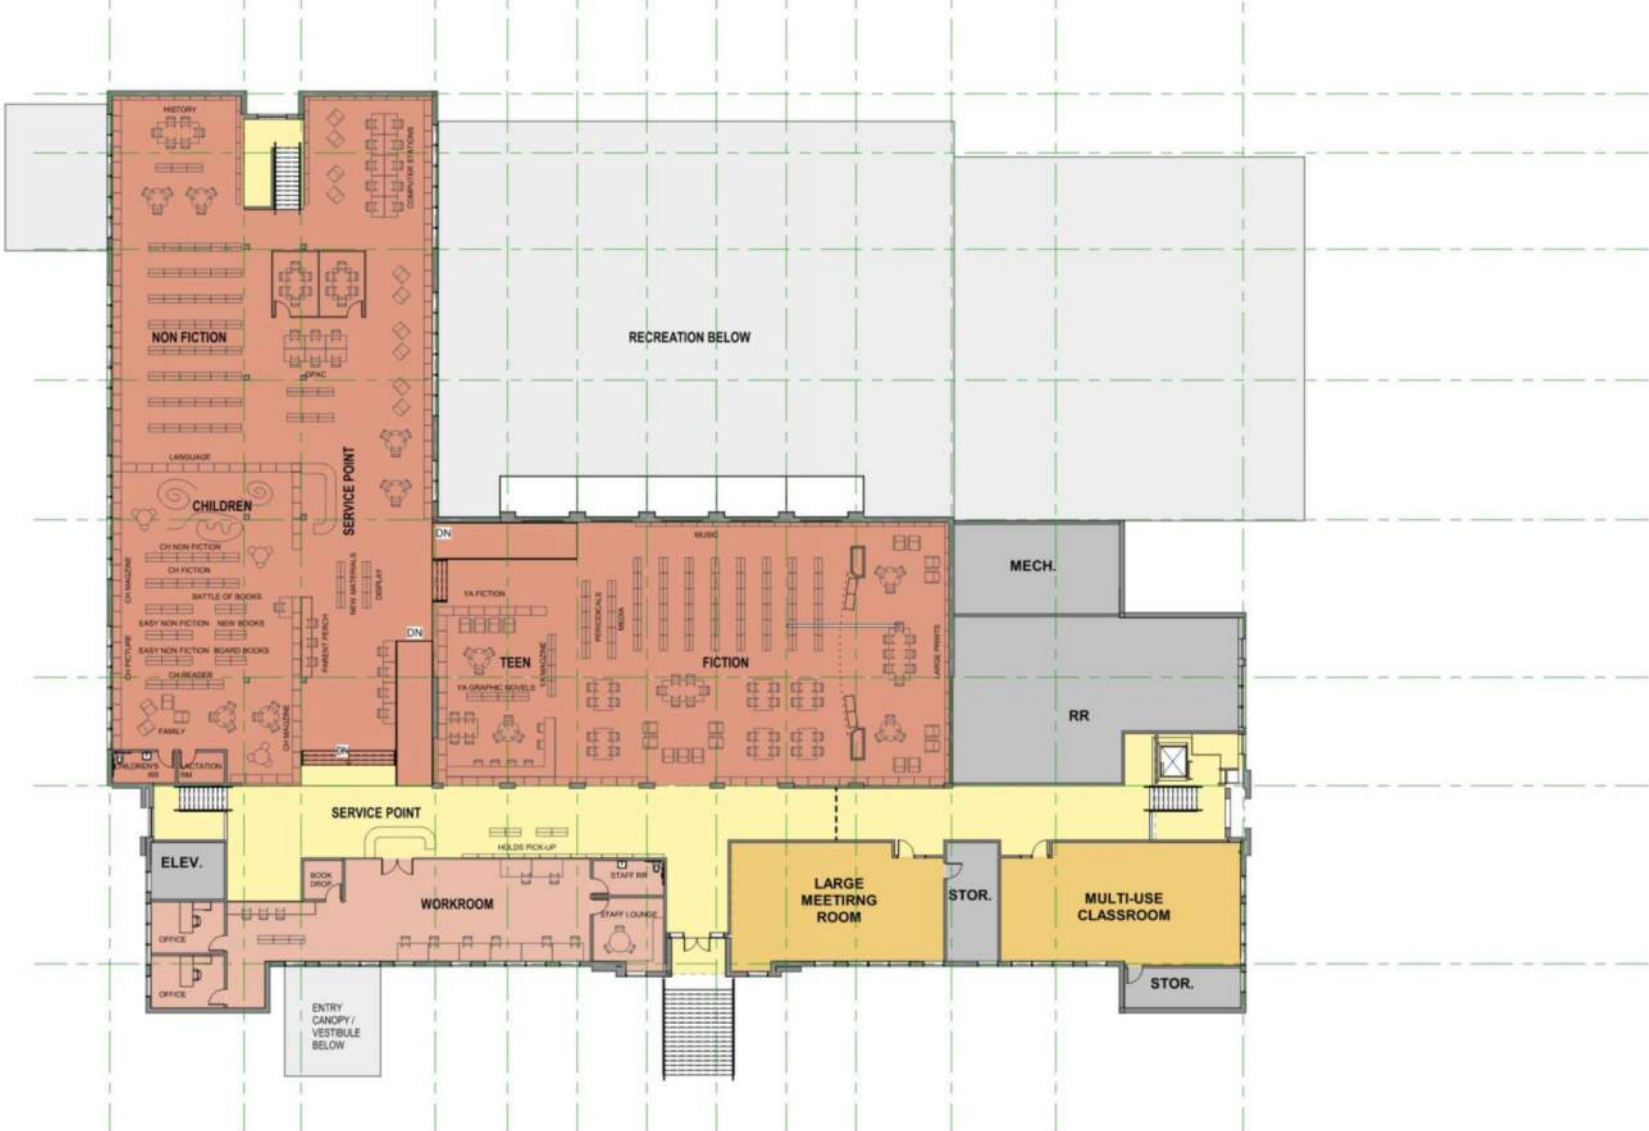 HISTORY
COMPUTER STATIONS
NON FICTION
RECREATION BELOW
OPAC
LANGUAGE
SERVICE POINT
CHILDREN
DN
MUSIC
CH NON FICTION
CH FICTION
CH MAGZINE
NEW MATERIALS
DISPLAY
MECH.
BATTLE OF BOOKS
YA FICTION
PERIODICALS
MEDIA
EASY NON FICTION
NEW BOOKS
DN
PARENT PERCH
EASY NON FICTION
BOARD BOOKS
CH PICTURE
CH READER
TEEN
YA MAGZINE
FICTION
LARGE PRINTS
YA GRAPHIC NOVELS
RR
CH MAGZINE
FAMILY
DN
CHILDREN'S
RR
LACTATION
RM
SERVICE POINT
HOLDS PICK-UP
ELEV.
BOOK
DROP
STAFF RR
LARGE
MEETIRNG
ROOM
STOR.
MULTI-USE
CLASSROOM
WORKROOM
STAFF LOUNGE
OFFICE
OFFICE
STOR.
ENTRY
CANOPY /
VESTIBULE
BELOW